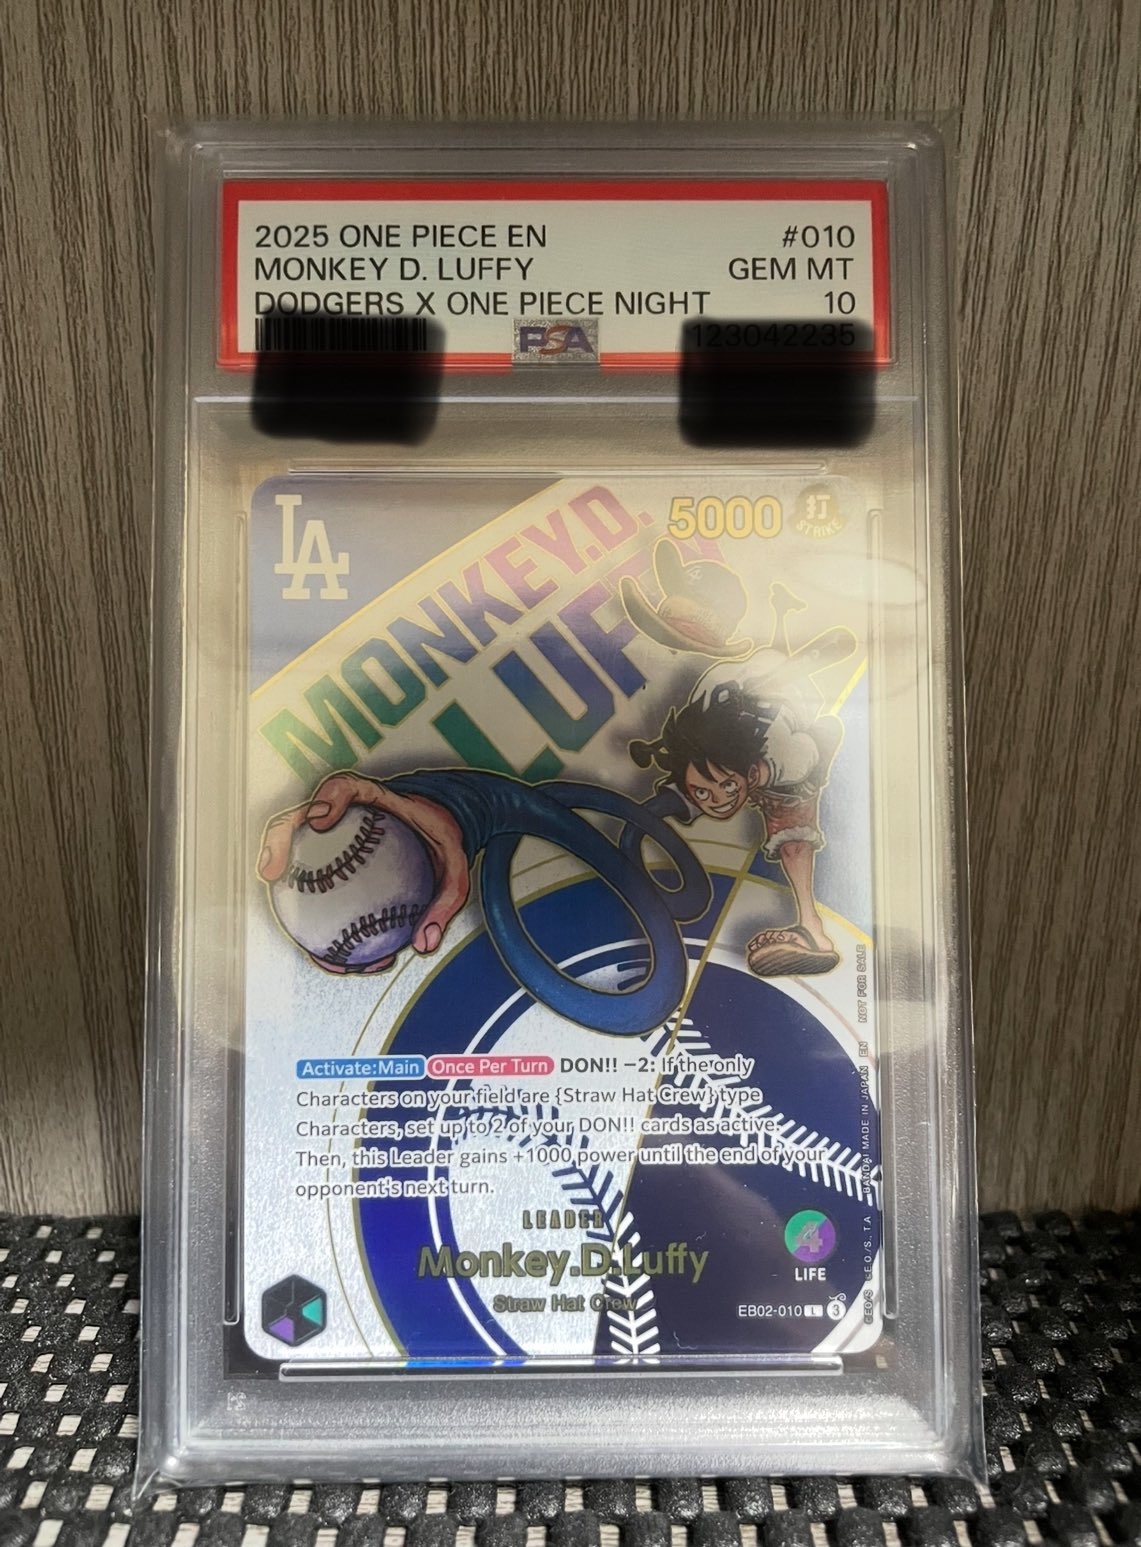 2025 ONE PIECE EN #010
MONKEY D. LUFFY GEM MT
DODGERS X ONE PIECE NIGHT 10
PSA 123042235
LA
MONKEY.D.
LUFFY
5000
打
STRIKE
Activate:Main Once Per Turn DON!! −2: If the only
Characters on your field are {Straw Hat Crew} type
Characters, set up to 2 of your DON!! cards as active.
Then, this Leader gains +1000 power until the end of your
opponent's next turn.
LEADER
Monkey.D.Luffy
Straw Hat Crew
4
LIFE
EB02-010 L 3
BANDAI MADE IN JAPAN EN NOT FOR SALE